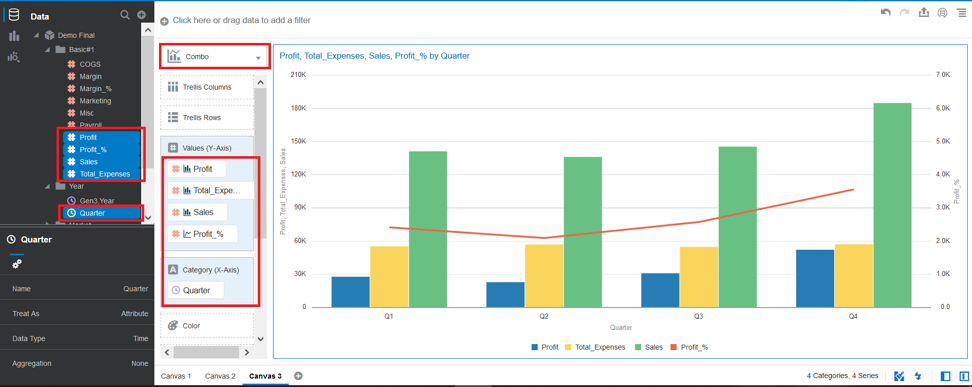 Data
Demo Final
Basic#1
COGS
Margin
Margin_%
Marketing
Misc
Payroll
Profit
Profit_%
Sales
Total_Expenses
Year
Gen3,Year
Quarter
Quarter
Name Quarter
Treat As Attribute
Data Type Time
Aggregation None
Click here or drag data to add a filter
Combo
Trellis Columns
Trellis Rows
Values (Y-Axis)
Profit
Total_Expe...
Sales
Profit_%
Category (X-Axis)
Quarter
Color
Profit, Total_Expenses, Sales, Profit_% by Quarter
Profit, Total_Expenses, Sales
210K
180K
150K
120K
90K
60K
30K
0
7.0K
6.0K
5.0K
4.0K
3.0K
2.0K
1.0K
0.0
Profit_%
Q1 Q2 Q3 Q4
Quarter
Profit Total_Expenses Sales Profit_%
Canvas 1 Canvas 2 Canvas 3
4 Categories, 4 Series